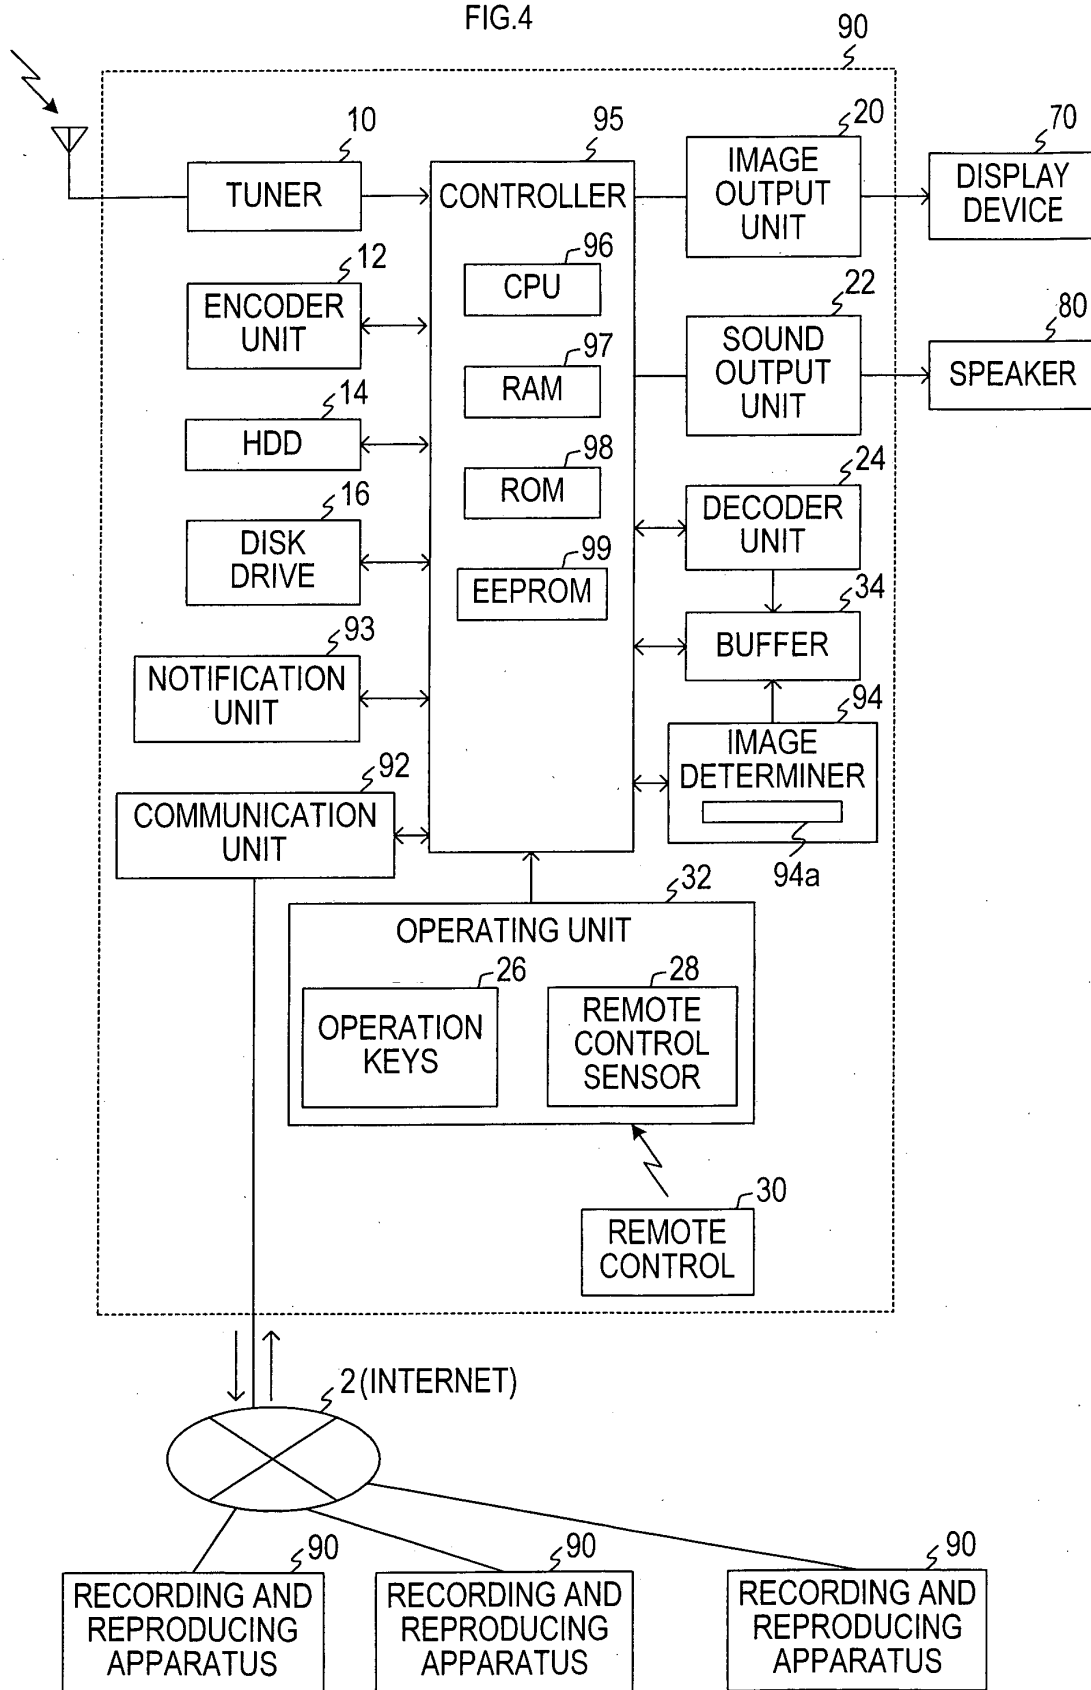 FIG.4
90
10
TUNER
95
CONTROLLER
20
IMAGE
OUTPUT
UNIT
70
DISPLAY
DEVICE
12
ENCODER
UNIT
96
CPU
22
SOUND
OUTPUT
UNIT
80
SPEAKER
97
RAM
14
HDD
98
ROM
24
DECODER
UNIT
16
DISK
DRIVE
99
EEPROM
34
BUFFER
93
NOTIFICATION
UNIT
94
IMAGE
DETERMINER
94a
92
COMMUNICATION
UNIT
32
OPERATING UNIT
26
OPERATION
KEYS
28
REMOTE
CONTROL
SENSOR
30
REMOTE
CONTROL
2 (INTERNET)
90
RECORDING AND
REPRODUCING
APPARATUS
90
RECORDING AND
REPRODUCING
APPARATUS
90
RECORDING AND
REPRODUCING
APPARATUS